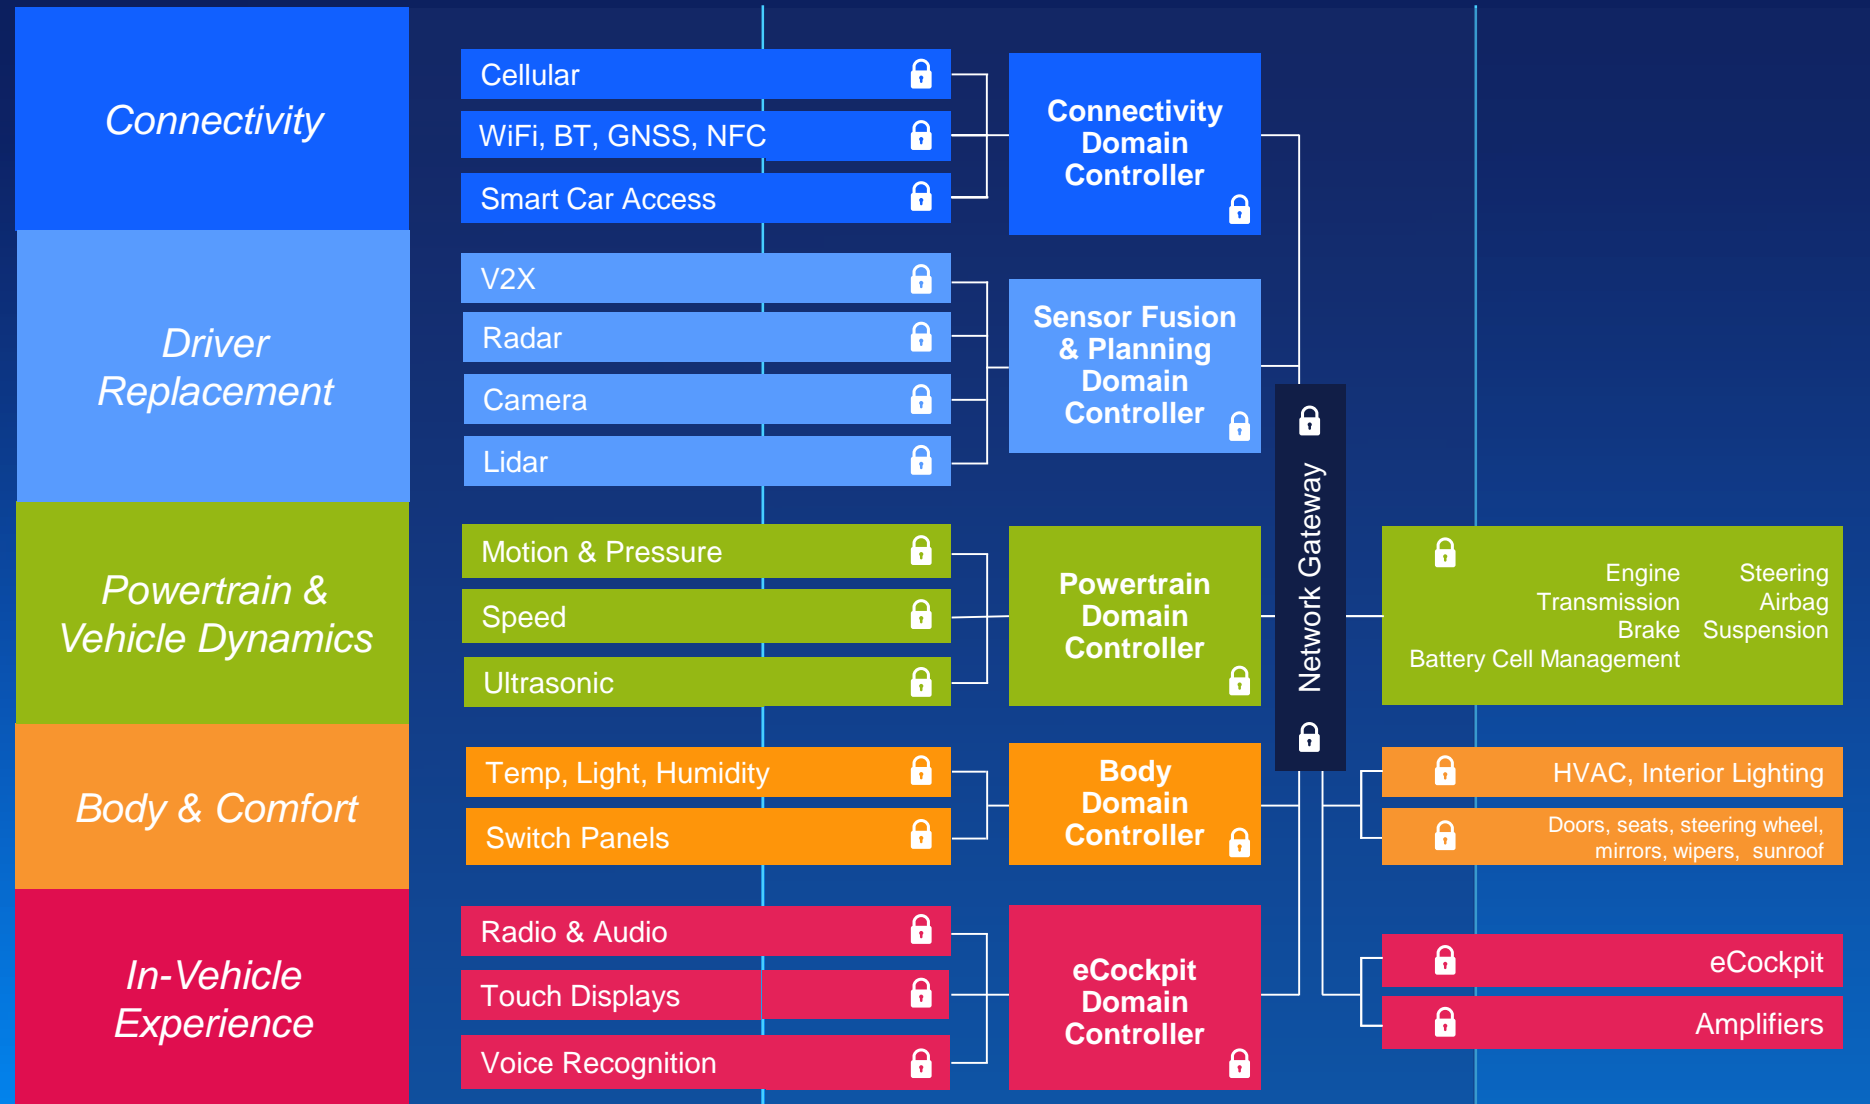 Connectivity
Cellular
WiFi, BT, GNSS, NFC
Smart Car Access
Connectivity
Domain
Controller
Driver
Replacement
V2X
Radar
Camera
Lidar
Sensor Fusion
& Planning
Domain
Controller
Network Gateway
Powertrain &
Vehicle Dynamics
Motion & Pressure
Speed
Ultrasonic
Powertrain
Domain
Controller
Engine Steering
Transmission Airbag
Brake Suspension
Battery Cell Management
Body & Comfort
Temp, Light, Humidity
Switch Panels
Body
Domain
Controller
HVAC, Interior Lighting
Doors, seats, steering wheel,
mirrors, wipers, sunroof
In-Vehicle
Experience
Radio & Audio
Touch Displays
Voice Recognition
eCockpit
Domain
Controller
eCockpit
Amplifiers